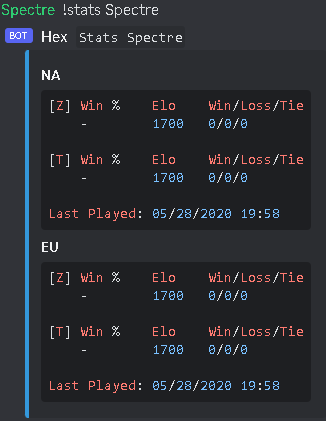 Spectre !stats Spectre
BOT Hex Stats Spectre
NA
[Z] Win % Elo Win/Loss/Tie
- 1700 0/0/0
[T] Win % Elo Win/Loss/Tie
- 1700 0/0/0
Last Played: 05/28/2020 19:58
EU
[Z] Win % Elo Win/Loss/Tie
- 1700 0/0/0
[T] Win % Elo Win/Loss/Tie
- 1700 0/0/0
Last Played: 05/28/2020 19:58